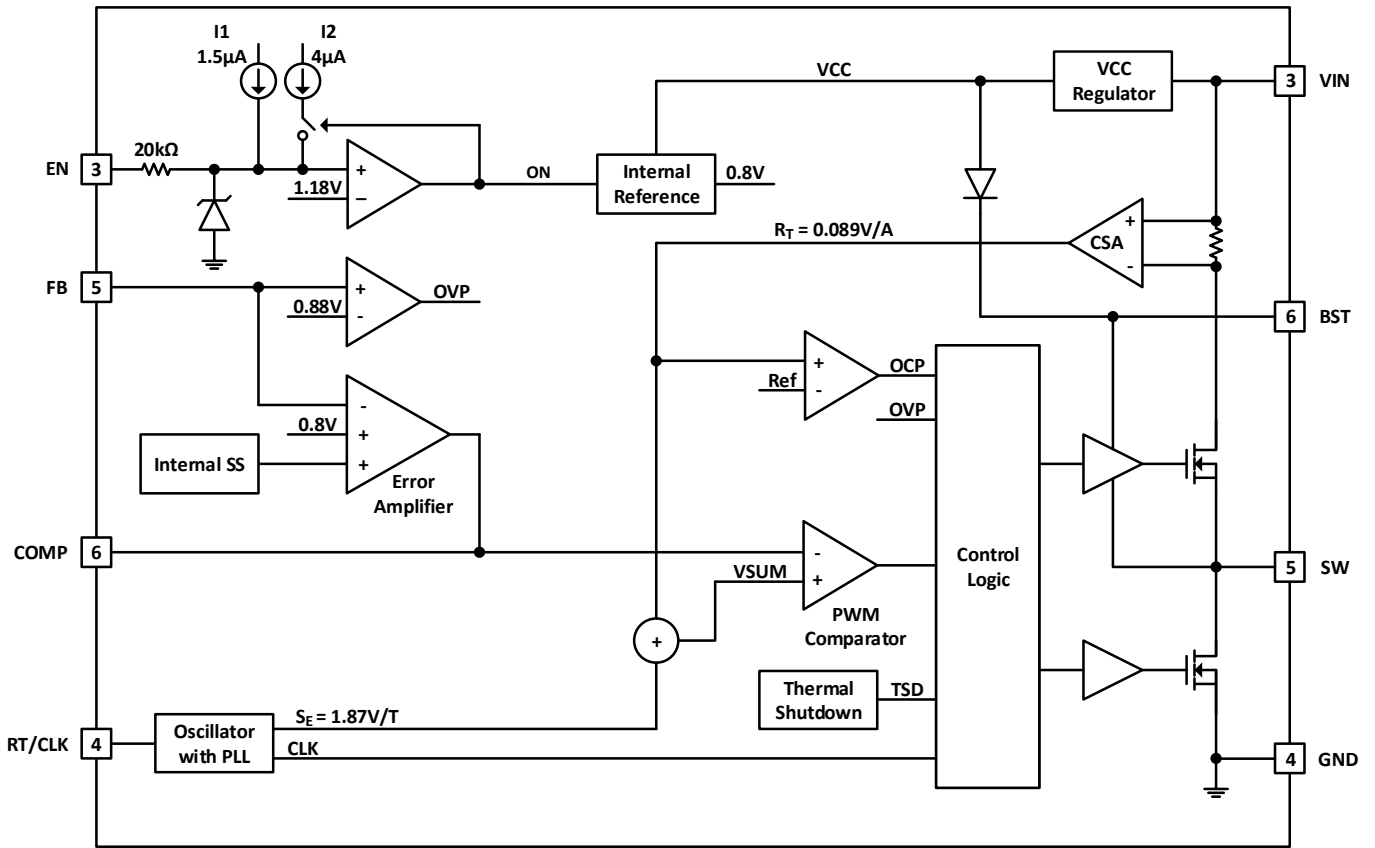 I1
1.5µA
I2
4µA
VCC
VCC
Regulator
3
VIN
EN
3
20kΩ
+
1.18V
–
ON
Internal
Reference
0.8V
+
CSA
-
R_T = 0.089V/A
FB
5
+
0.88V
-
OVP
6
BST
+
Ref
-
OCP
OVP
-
0.8V
+
+
Internal SS
Error
Amplifier
COMP
6
-
VSUM
+
PWM
Comparator
Control
Logic
5
SW
+
Thermal
Shutdown
TSD
RT/CLK
4
Oscillator
with PLL
S_E = 1.87V/T
CLK
4
GND